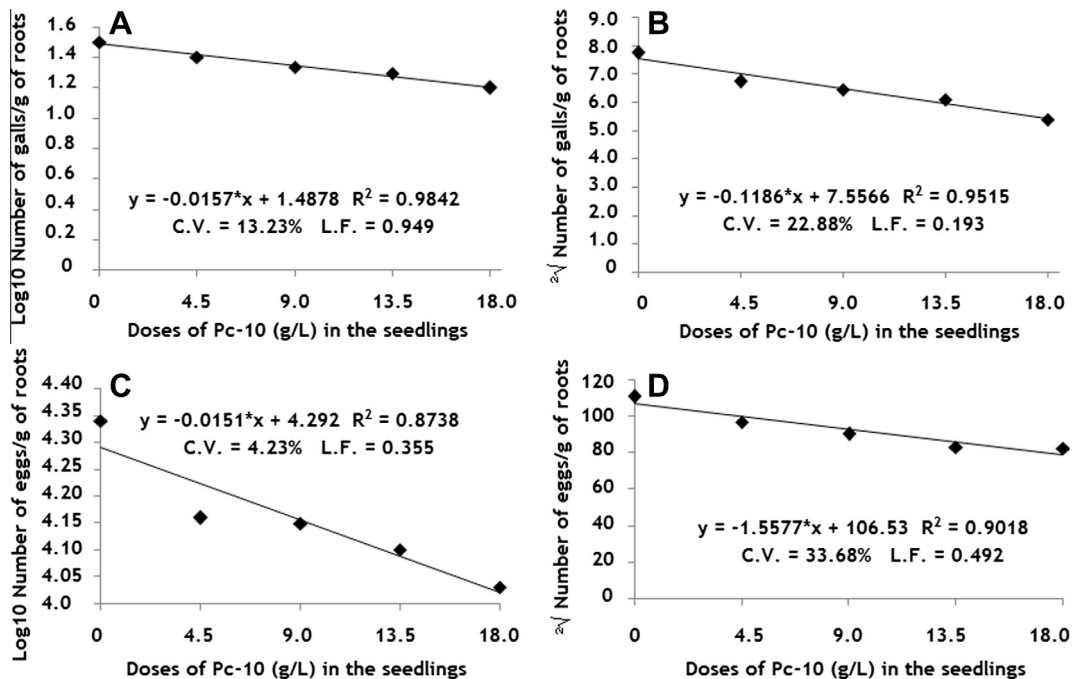 A
Log10 Number of galls/g of roots
1.6
1.4
1.2
1.0
0.8
0.6
0.4
0.2
0
y = -0.0157*x + 1.4878 R² = 0.9842
C.V. = 13.23% L.F. = 0.949
0 4.5 9.0 13.5 18.0
Doses of Pc-10 (g/L) in the seedlings
B
²√ Number of galls/g of roots
9.0
8.0
7.0
6.0
5.0
4.0
3.0
2.0
1.0
0
y = -0.1186*x + 7.5566 R² = 0.9515
C.V. = 22.88% L.F. = 0.193
0 4.5 9.0 13.5 18.0
Doses of Pc-10 (g/L) in the seedlings
C
Log10 Number of eggs/g of roots
4.40
4.35
4.30
4.25
4.20
4.15
4.10
4.05
4.0
y = -0.0151*x + 4.292 R² = 0.8738
C.V. = 4.23% L.F. = 0.355
0 4.5 9.0 13.5 18.0
Doses of Pc-10 (g/L) in the seedlings
D
²√ Number of eggs/g of roots
120
100
80
60
40
20
0
y = -1.5577*x + 106.53 R² = 0.9018
C.V. = 33.68% L.F. = 0.492
0 4.5 9.0 13.5 18.0
Doses of Pc-10 (g/L) in the seedlings